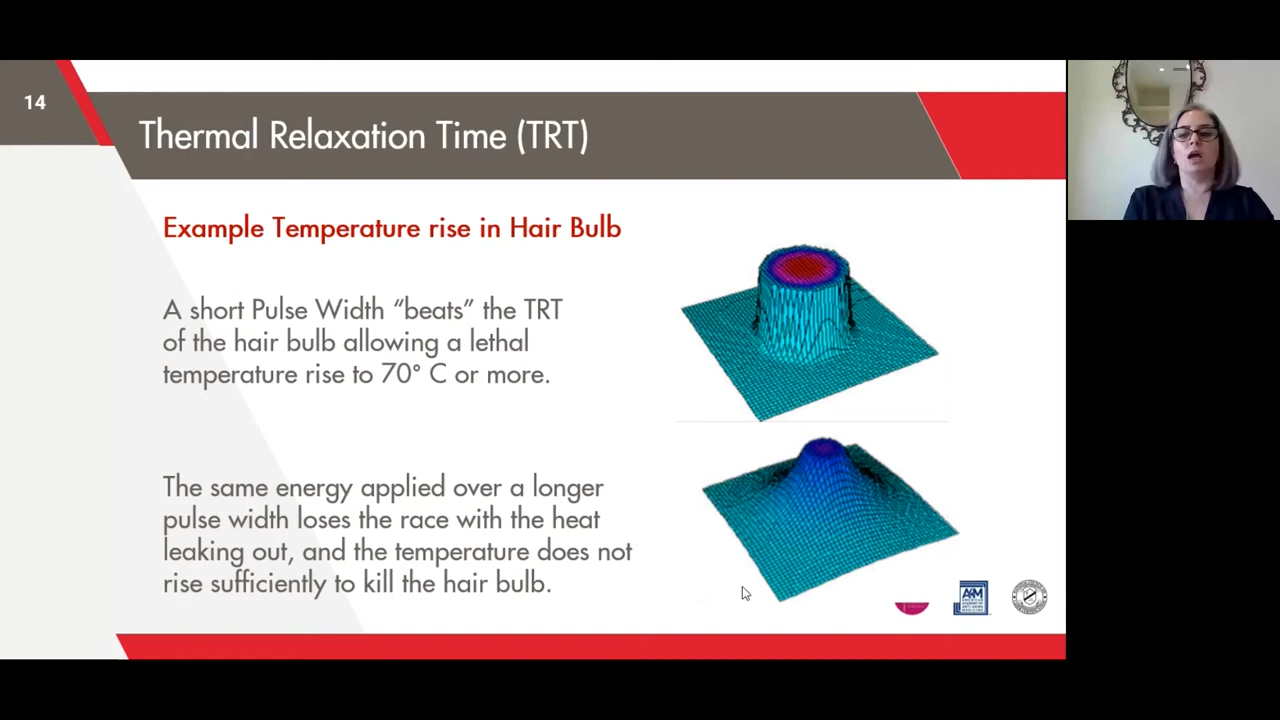 14
Thermal Relaxation Time (TRT)
Example Temperature rise in Hair Bulb
A short Pulse Width “beats” the TRT
of the hair bulb allowing a lethal
temperature rise to 70° C or more.
The same energy applied over a longer
pulse width loses the race with the heat
leaking out, and the temperature does not
rise sufficiently to kill the hair bulb.